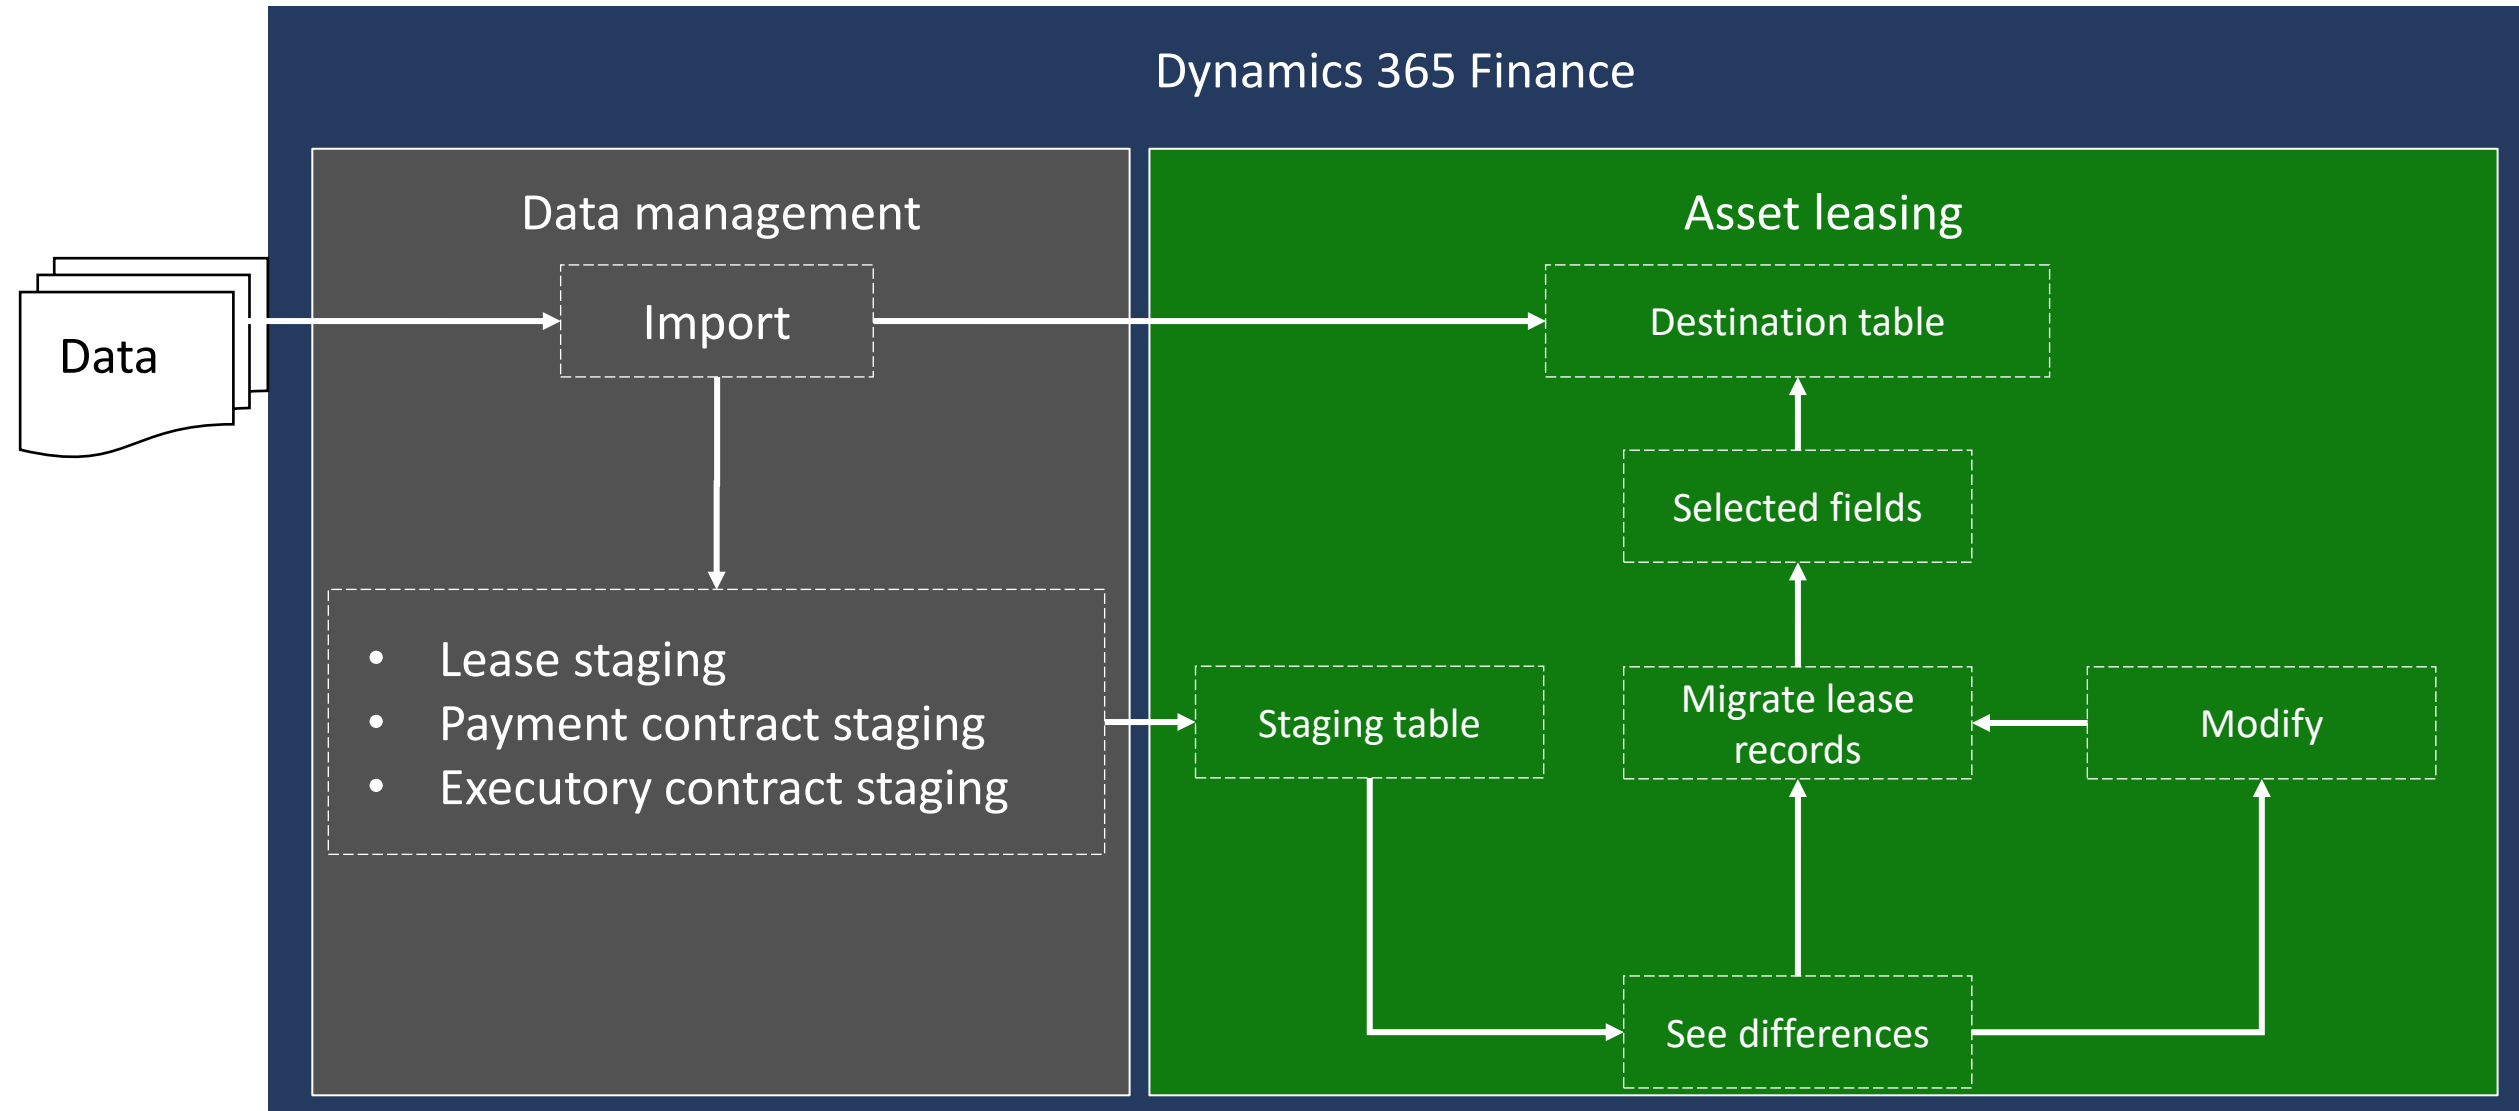 Dynamics 365 Finance
Data management
Asset leasing
Data
Import
Destination table
Selected fields
• Lease staging
• Payment contract staging
• Executory contract staging
Staging table
Migrate lease
records
Modify
See differences